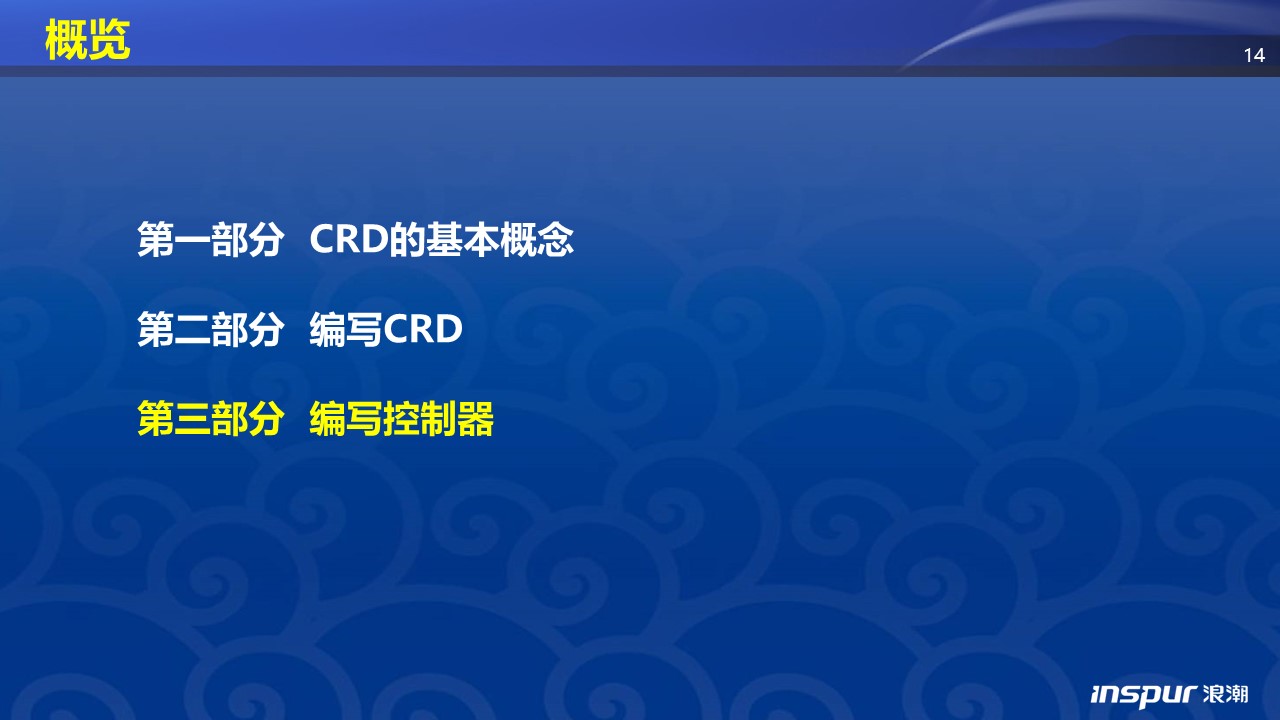 概览
14
第一部分 CRD的基本概念
第二部分 编写CRD
第三部分 编写控制器
inspur 浪潮